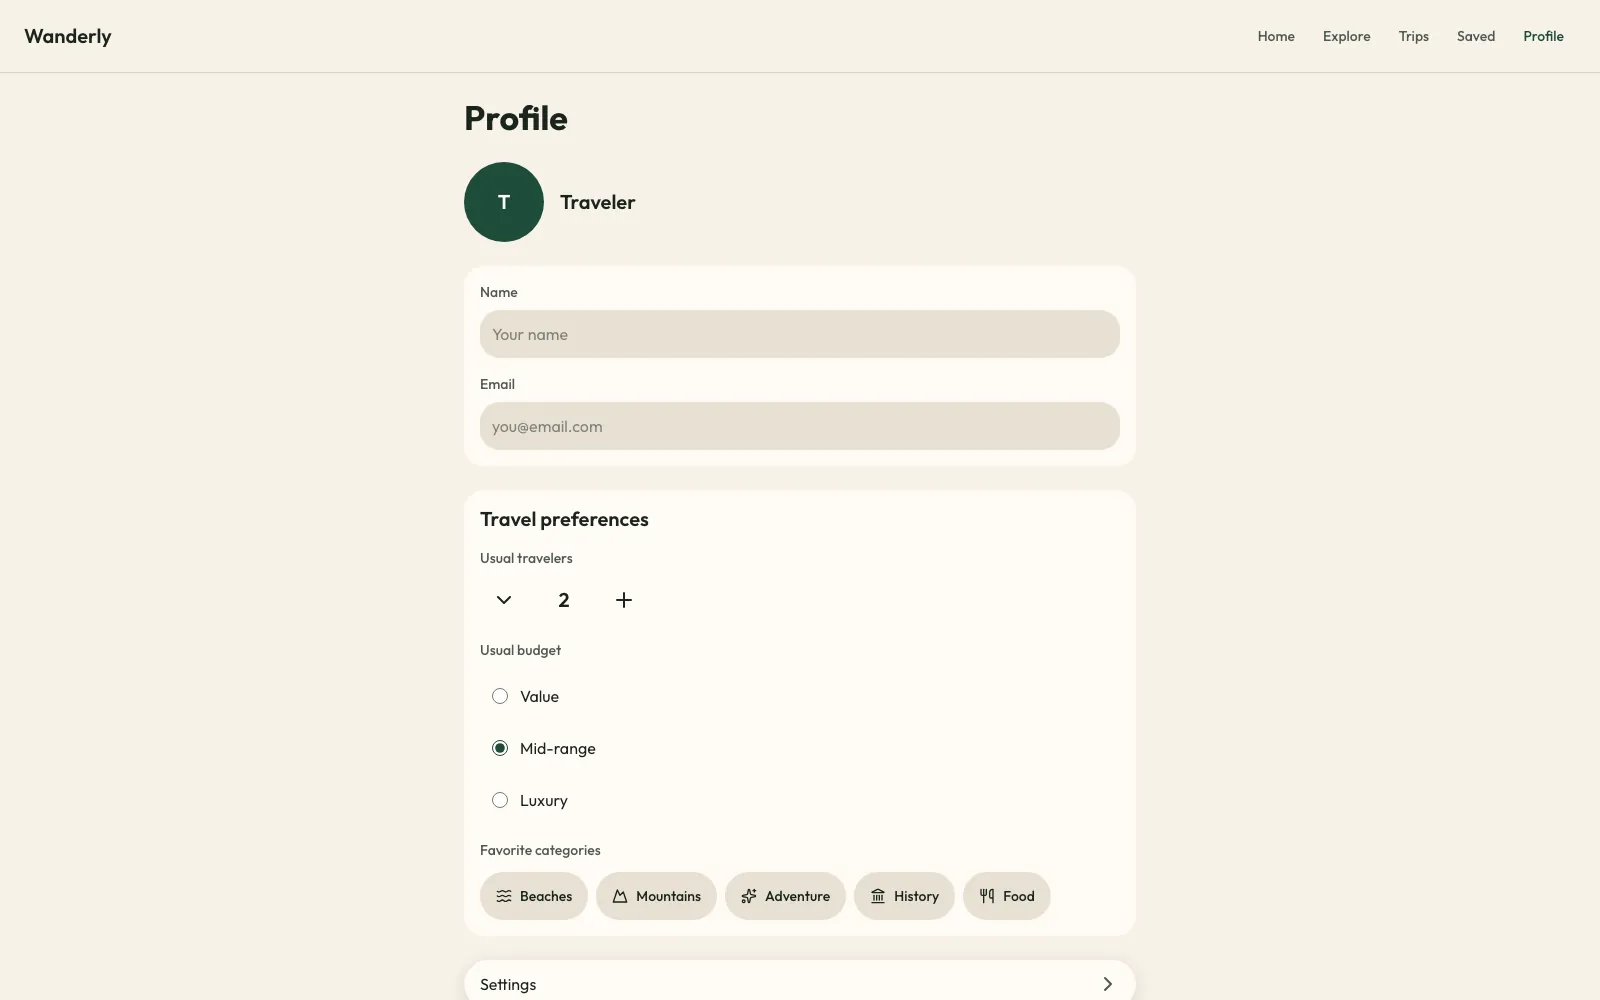 Wanderly
Home Explore Trips Saved Profile
Profile
T
Traveler
Name
Your name
Email
you@email.com
Travel preferences
Usual travelers
2
Usual budget
Value
Mid-range
Luxury
Favorite categories
Beaches Mountains Adventure History Food
Settings